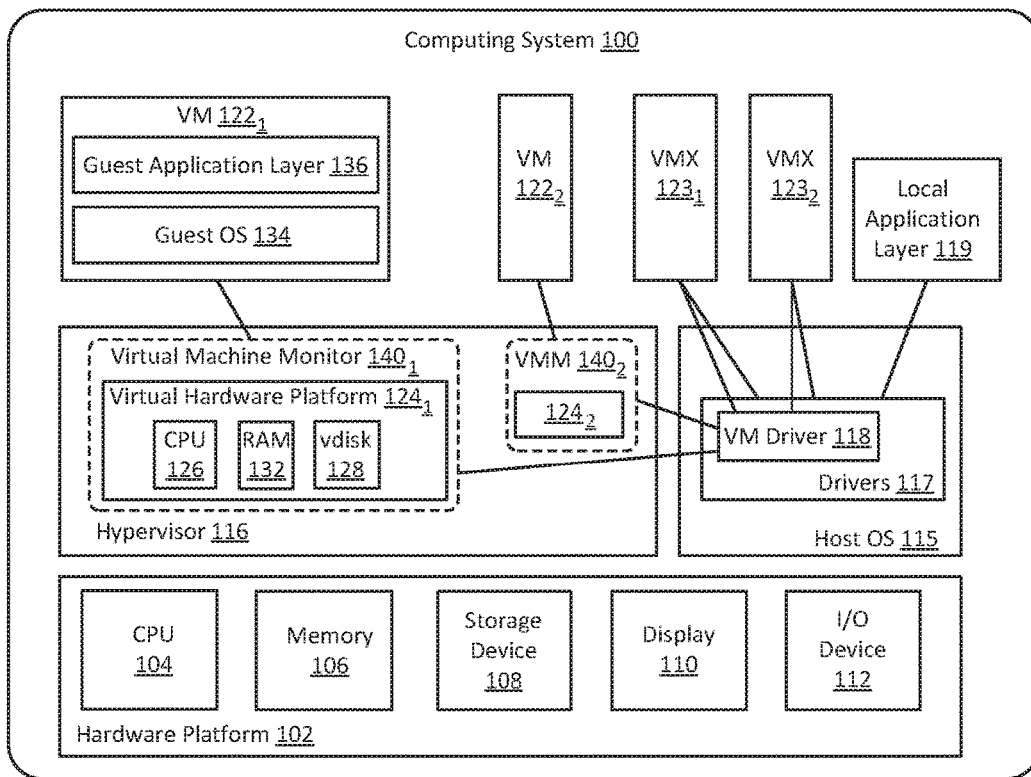 Computing System 100
VM 122₁
Guest Application Layer 136
Guest OS 134
VM
122₂
VMX
123₁
VMX
123₂
Local
Application
Layer 119
Virtual Machine Monitor 140₁
Virtual Hardware Platform 124₁
CPU
126
RAM
132
vdisk
128
Hypervisor 116
VMM 140₂
124₂
VM Driver 118
Drivers 117
Host OS 115
CPU
104
Memory
106
Storage
Device
108
Display
110
I/O
Device
112
Hardware Platform 102